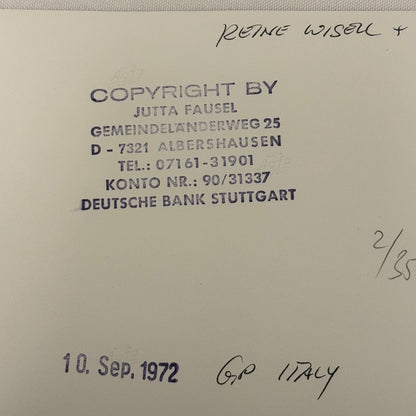 REINE WISELL +
COPYRIGHT BY
JUTTA FAUSEL
GEMEINDELÄNDERWEG 25
D - 7321 ALBERSHAUSEN
TEL.: 07161-31901
KONTO NR.: 90/31337
DEUTSCHE BANK STUTTGART
2/35
10. Sep. 1972 GP ITALY